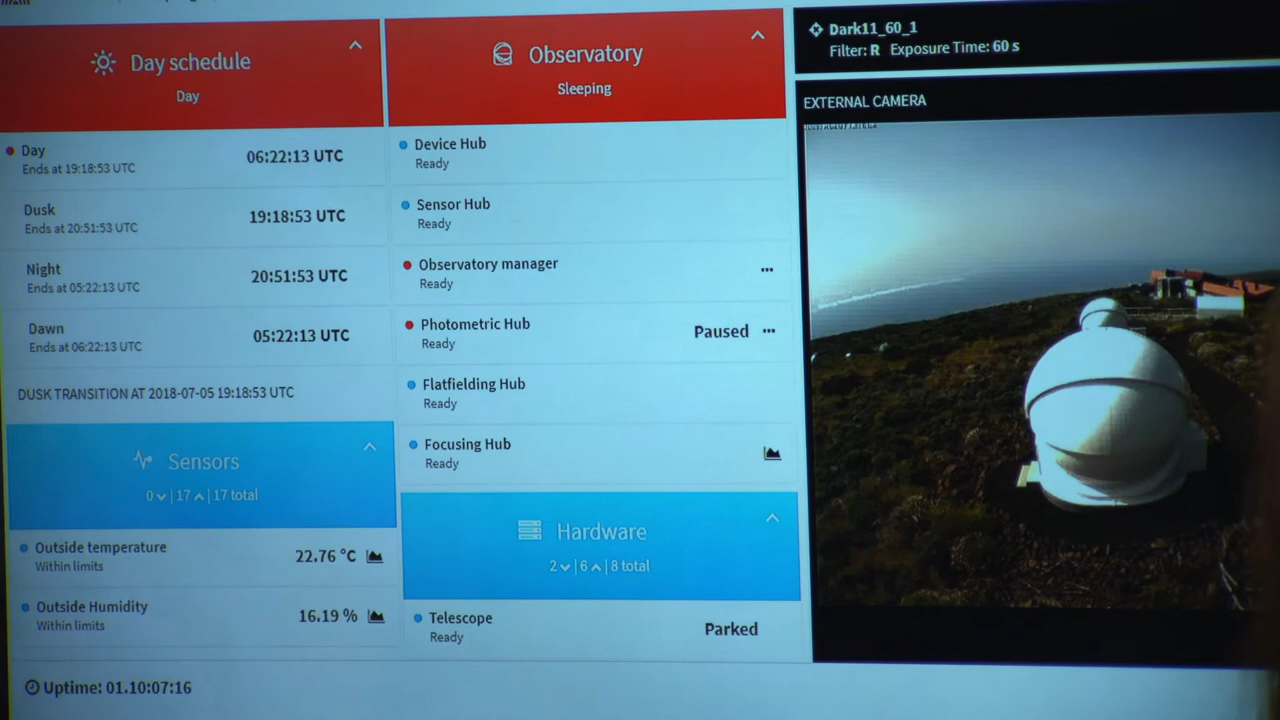 Day schedule
Day
Day
Ends at 19:18:53 UTC
06:22:13 UTC
Dusk
Ends at 20:51:53 UTC
19:18:53 UTC
Night
Ends at 05:22:13 UTC
20:51:53 UTC
Dawn
Ends at 06:22:13 UTC
05:22:13 UTC
DUSK TRANSITION AT 2018-07-05 19:18:53 UTC
Sensors
0 | 17 | 17 total
Outside temperature
Within limits
22.76 °C
Outside Humidity
Within limits
16.19 %
Uptime: 01.10:07:16
Observatory
Sleeping
Device Hub
Ready
Sensor Hub
Ready
Observatory manager
Ready
...
Photometric Hub
Ready
Paused ...
Flatfielding Hub
Ready
Focusing Hub
Ready
Hardware
2 | 6 | 8 total
Telescope
Ready
Parked
Dark11_60_1
Filter: R Exposure Time: 60 s
EXTERNAL CAMERA